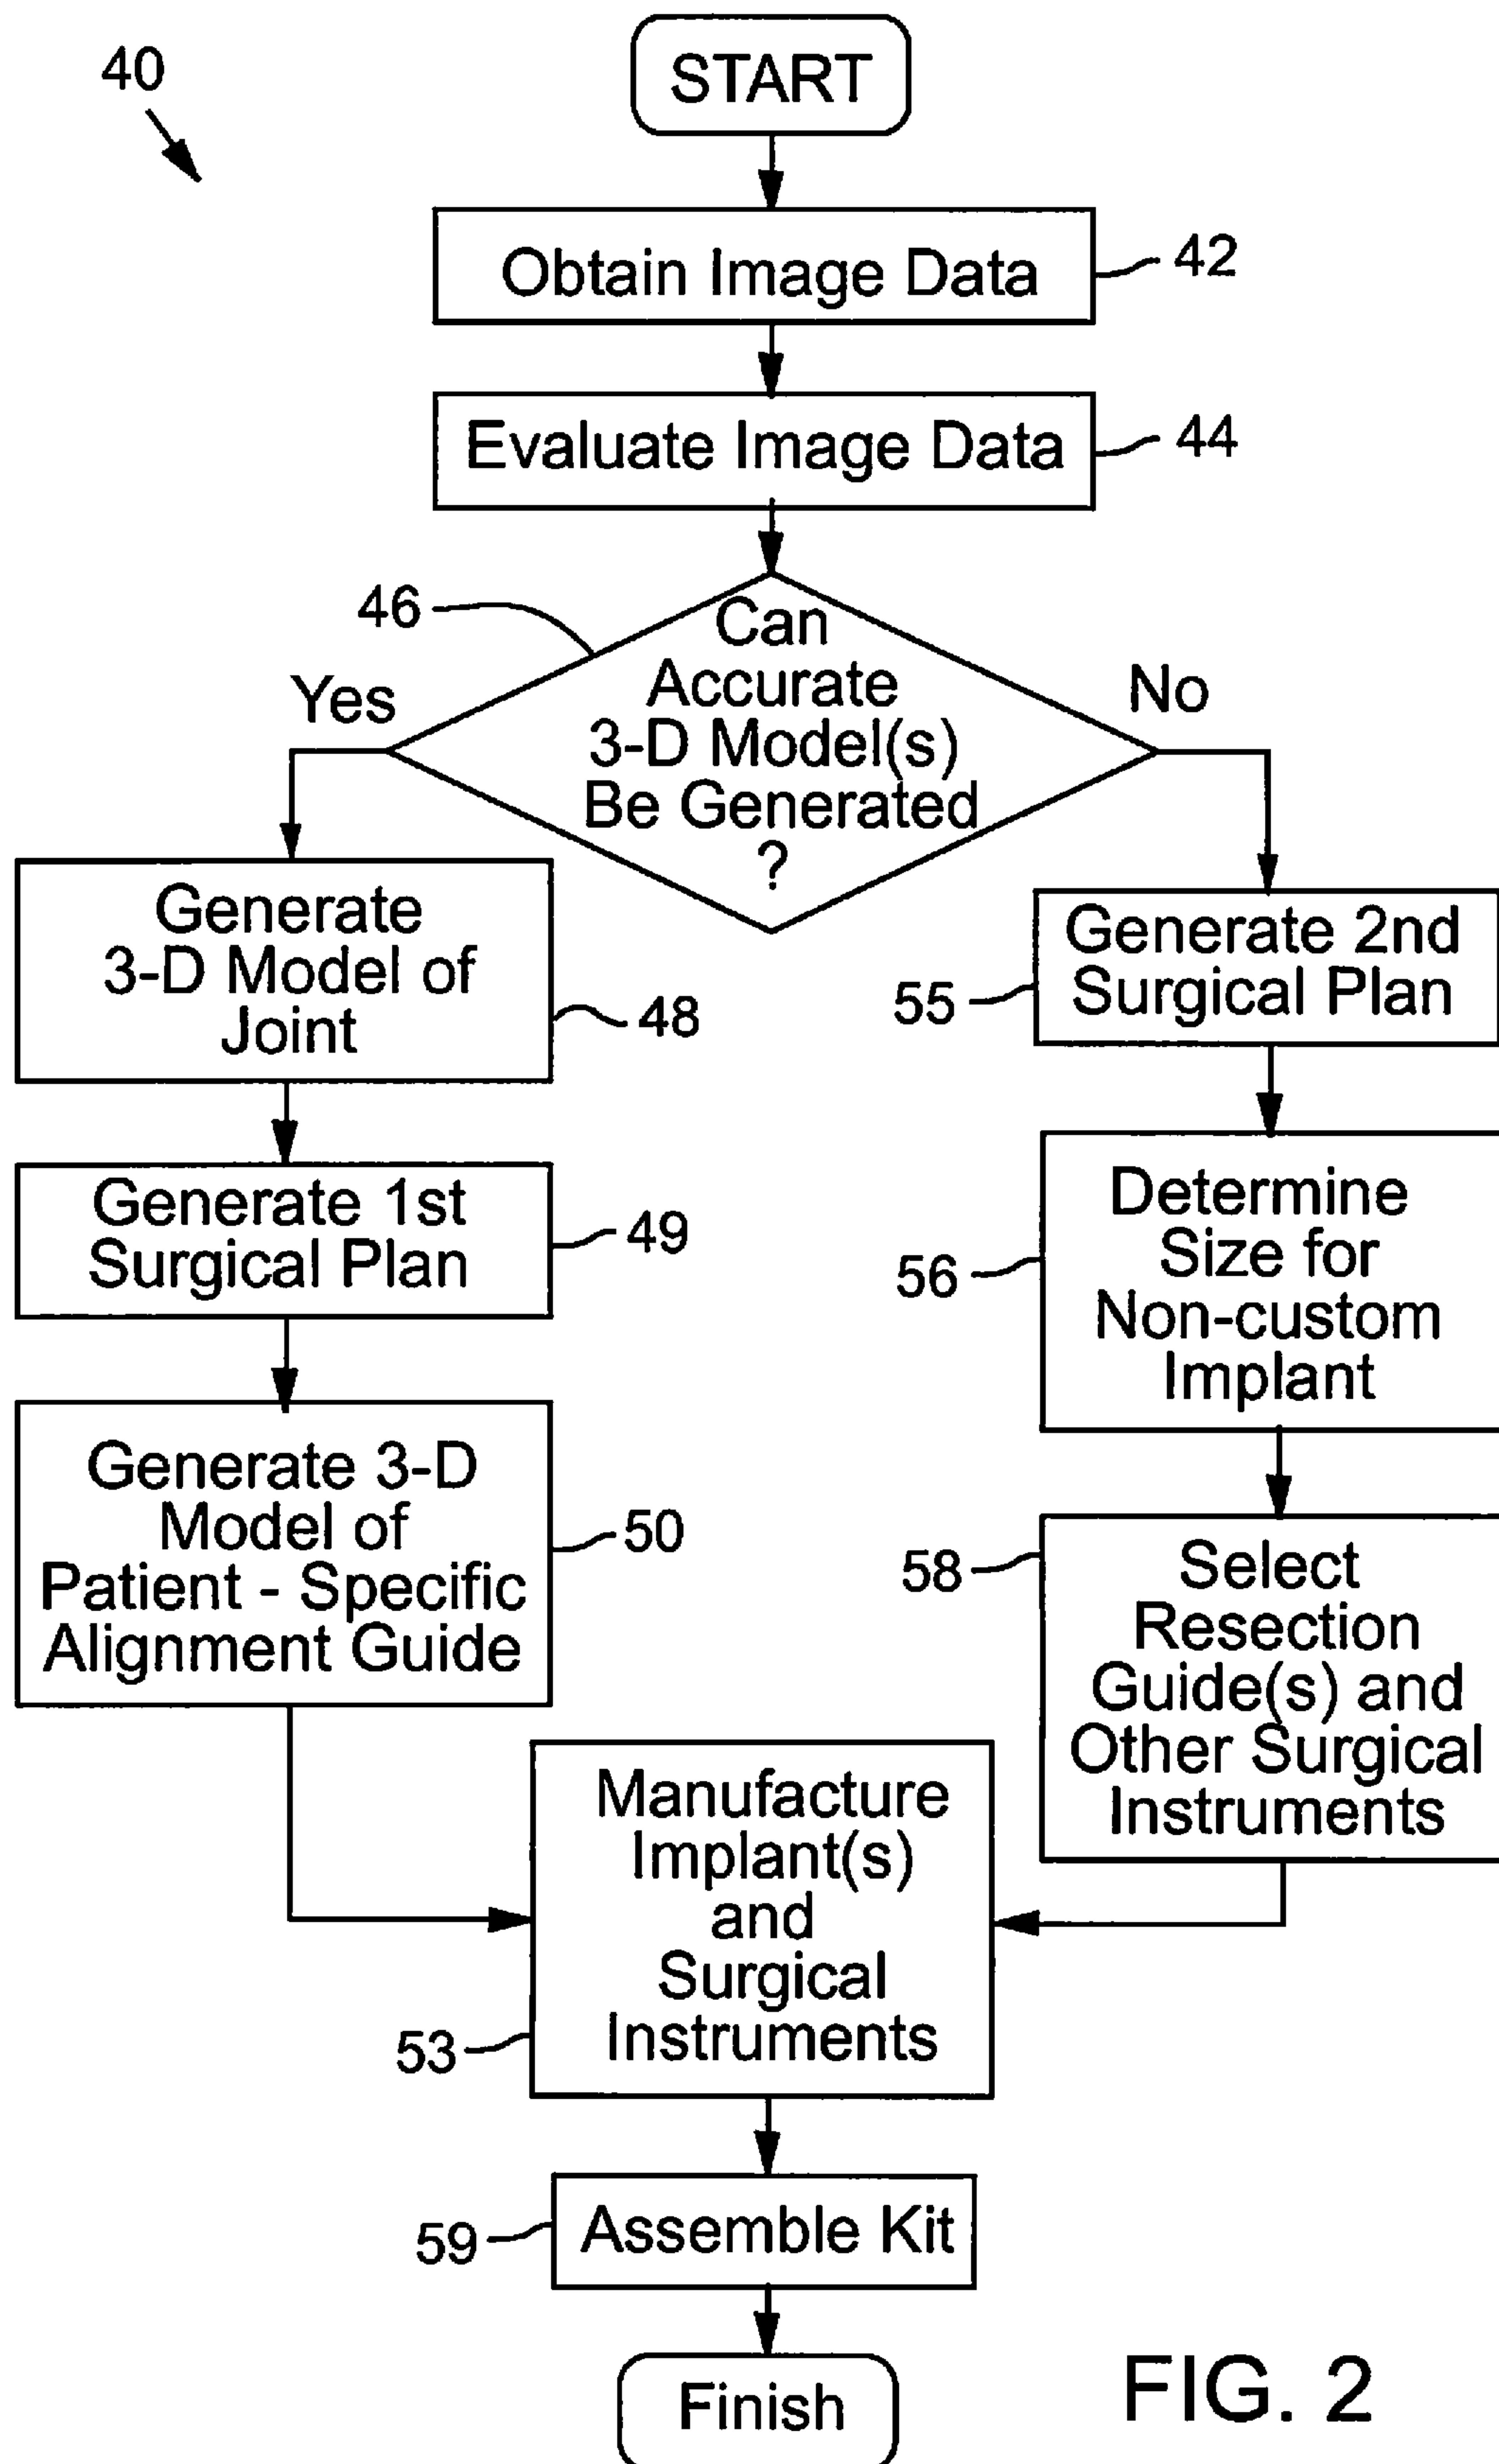 40
START
Obtain Image Data
42
Evaluate Image Data
44
46
Can
Accurate
3-D Model(s)
Be Generated
?
Yes
No
Generate
3-D Model of
Joint
48
Generate 1st
Surgical Plan
49
Generate 3-D
Model of
Patient - Specific
Alignment Guide
50
Generate 2nd
Surgical Plan
55
Determine
Size for
Non-custom
Implant
56
Select
Resection
Guide(s) and
Other Surgical
Instruments
58
Manufacture
Implant(s)
and
Surgical
Instruments
53
Assemble Kit
59
Finish
FIG. 2